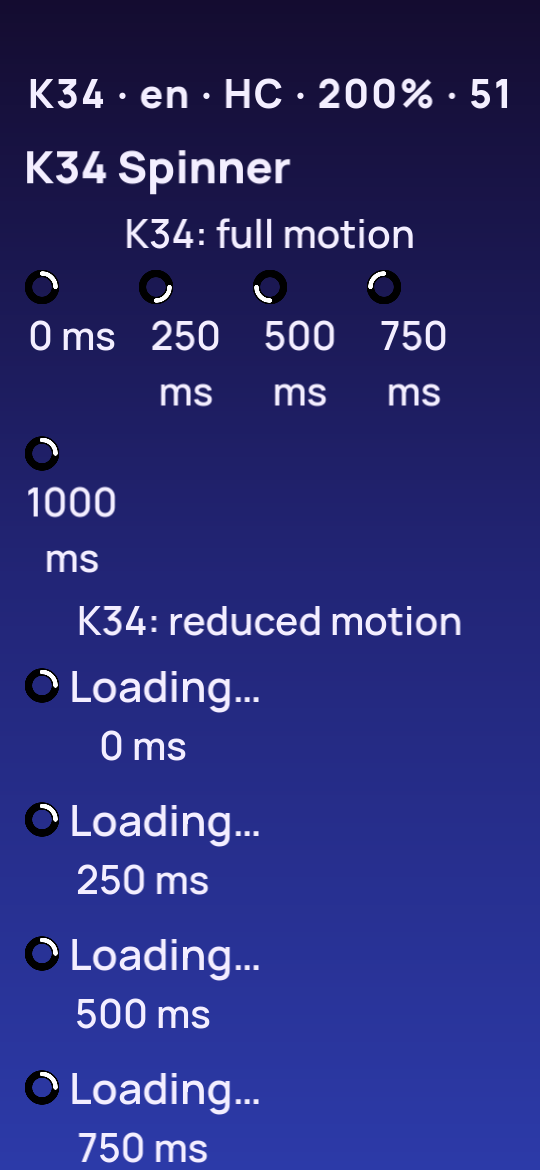 K34 · en · HC · 200% · 51
K34 Spinner
K34: full motion
0 ms 250 ms 500 ms 750 ms
1000 ms
K34: reduced motion
Loading…
0 ms
Loading…
250 ms
Loading…
500 ms
Loading…
750 ms